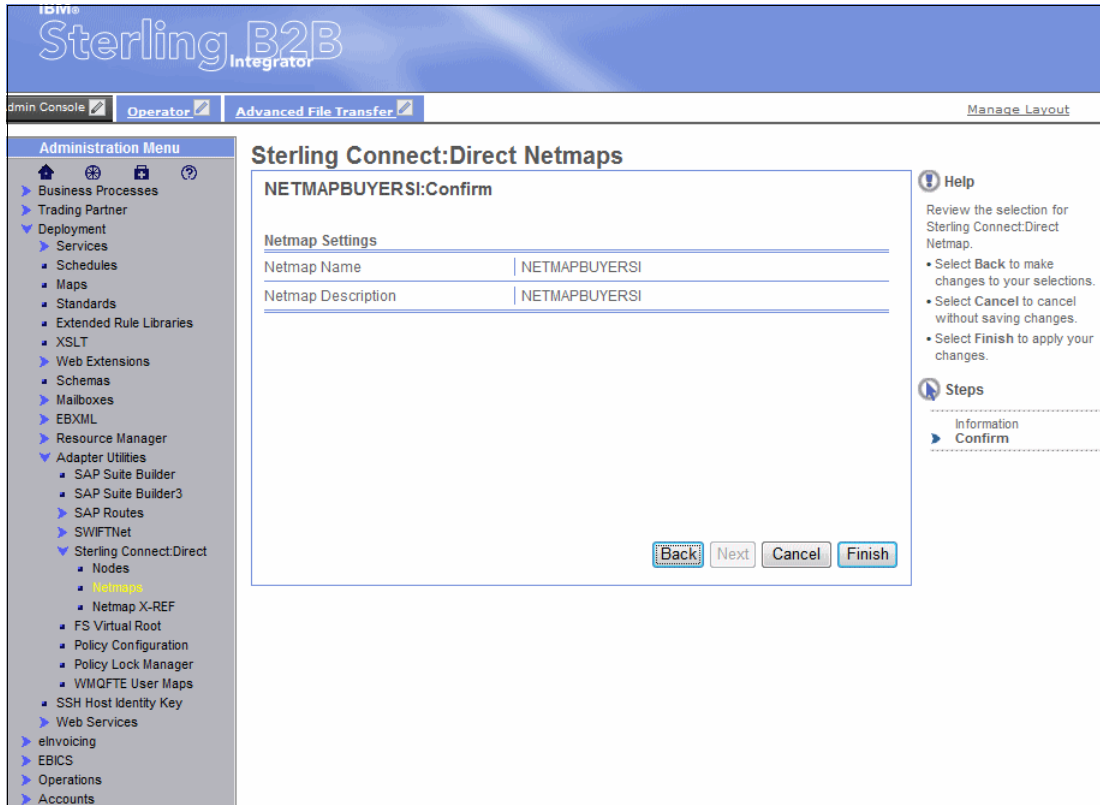 IBM®
Sterling B2B
Integrator
dmin Console
Operator
Advanced File Transfer
Manage Layout
Administration Menu
Business Processes
Trading Partner
Deployment
Services
Schedules
Maps
Standards
Extended Rule Libraries
XSLT
Web Extensions
Schemas
Mailboxes
EBXML
Resource Manager
Adapter Utilities
SAP Suite Builder
SAP Suite Builder3
SAP Routes
SWIFTNet
Sterling Connect:Direct
Nodes
Netmaps
Netmap X-REF
FS Virtual Root
Policy Configuration
Policy Lock Manager
WMQFTE User Maps
SSH Host Identity Key
Web Services
eInvoicing
EBICS
Operations
Accounts
Sterling Connect:Direct Netmaps
NETMAPBUYERSI:Confirm
Netmap Settings
Netmap Name NETMAPBUYERSI
Netmap Description NETMAPBUYERSI
Back Next Cancel Finish
Help
Review the selection for
Sterling Connect:Direct
Netmap.
• Select Back to make
changes to your selections.
• Select Cancel to cancel
without saving changes.
• Select Finish to apply your
changes.
Steps
Information
Confirm